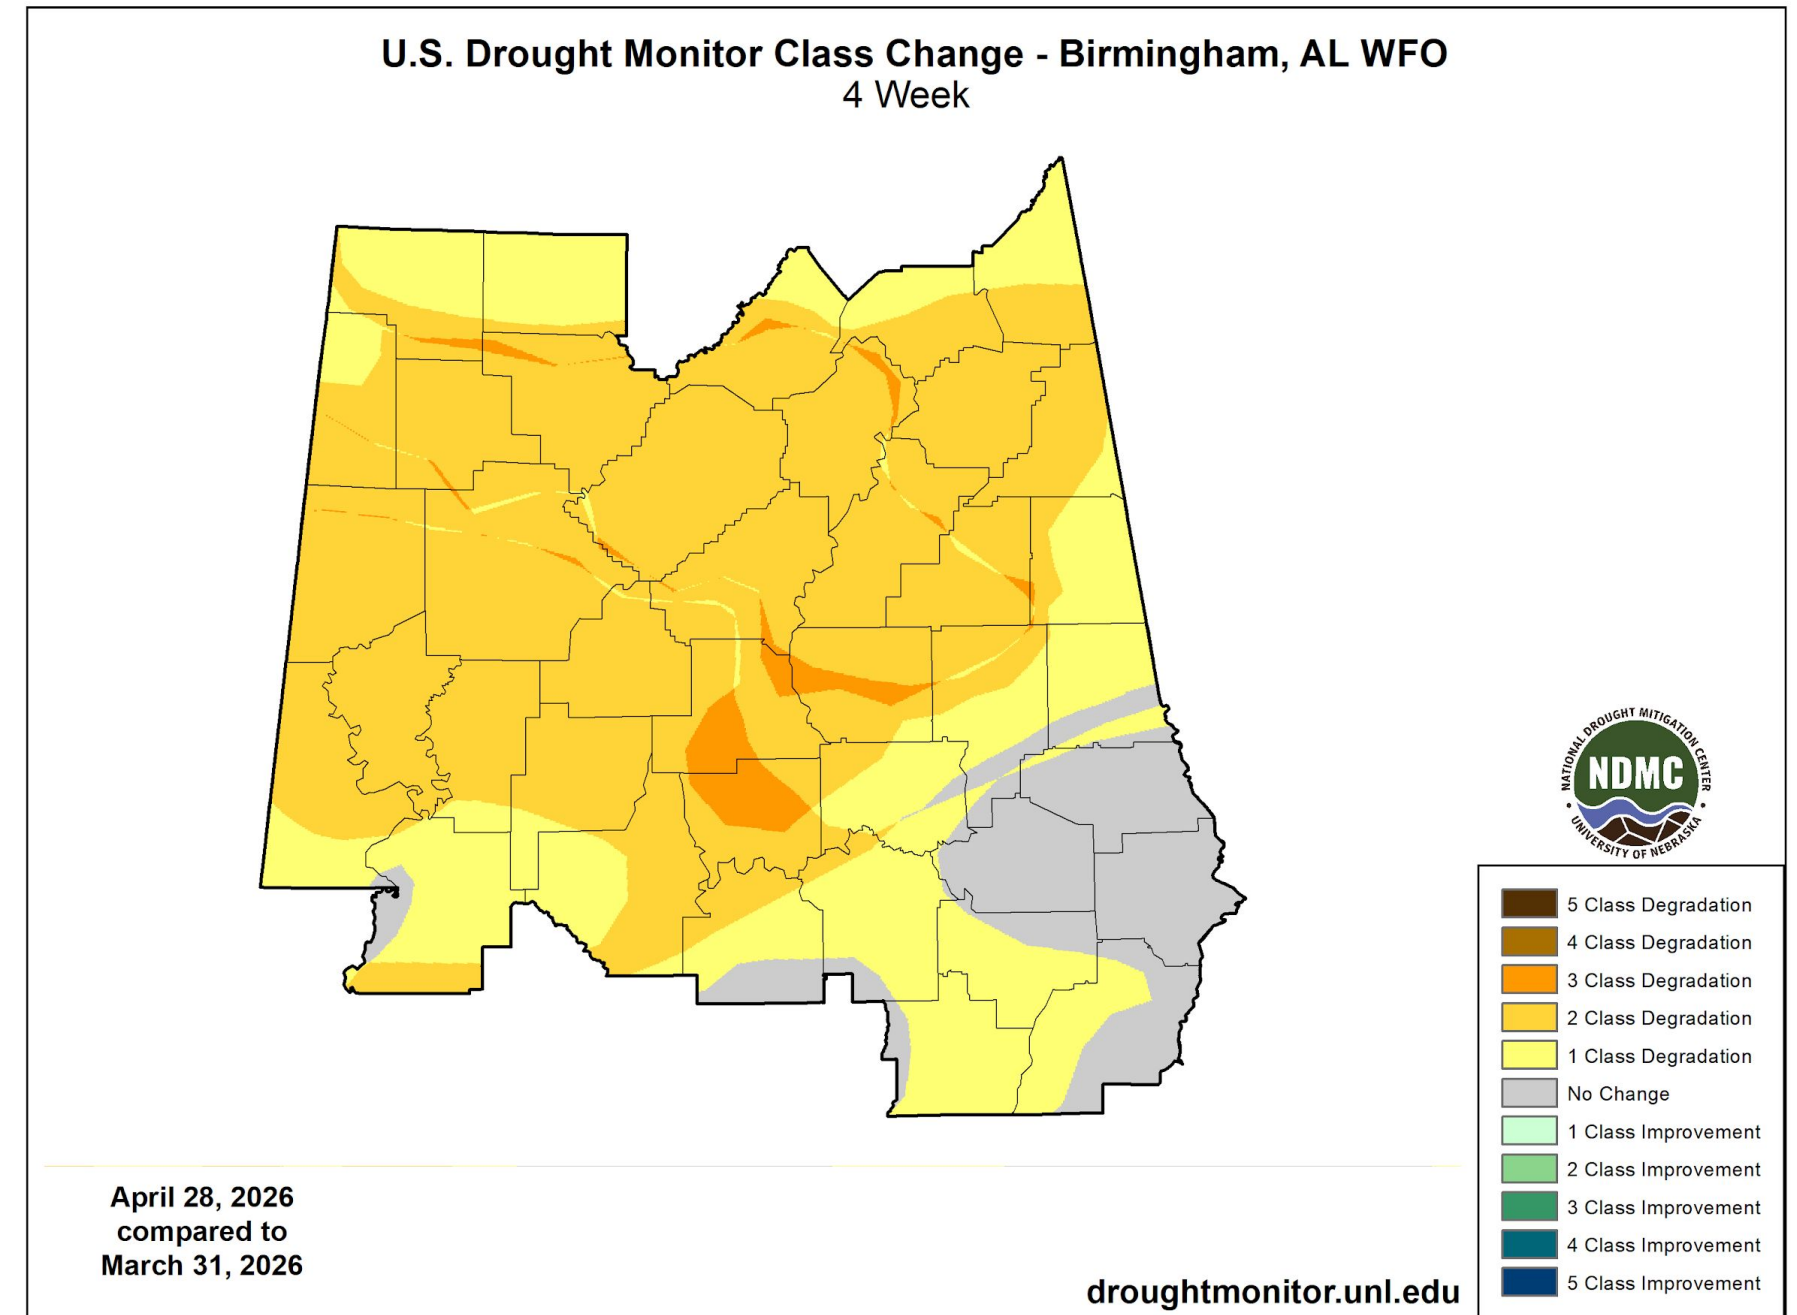 U.S. Drought Monitor Class Change - Birmingham, AL WFO
4 Week
NATIONAL DROUGHT MITIGATION CENTER
NDMC
UNIVERSITY OF NEBRASKA
5 Class Degradation
4 Class Degradation
3 Class Degradation
2 Class Degradation
1 Class Degradation
No Change
1 Class Improvement
2 Class Improvement
3 Class Improvement
4 Class Improvement
5 Class Improvement
April 28, 2026
compared to
March 31, 2026
droughtmonitor.unl.edu